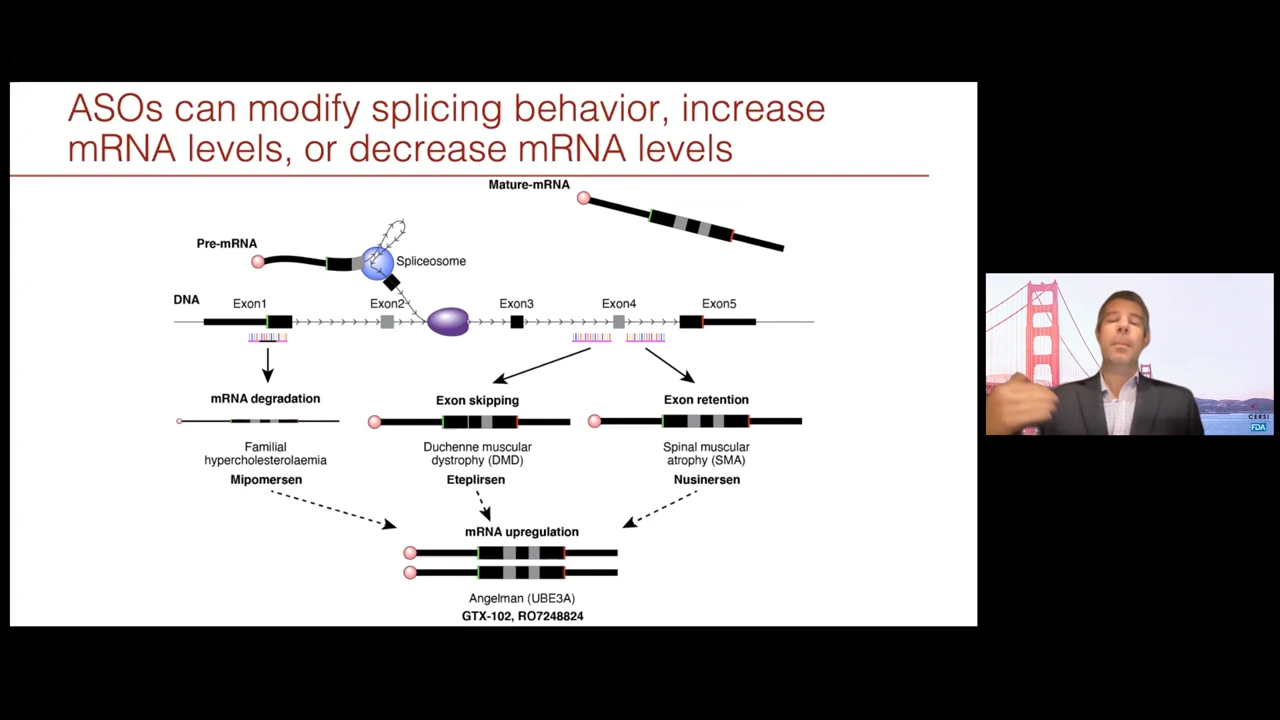 ASOs can modify splicing behavior, increase
mRNA levels, or decrease mRNA levels
Mature-mRNA
Pre-mRNA
Spliceosome
DNA
Exon1
Exon2
Exon3
Exon4
Exon5
mRNA degradation
Exon skipping
Exon retention
Familial
hypercholesterolaemia
Mipomersen
Duchenne muscular
dystrophy (DMD)
Eteplirsen
Spinal muscular
atrophy (SMA)
Nusinersen
mRNA upregulation
Angelman (UBE3A)
GTX-102, RO7248824
CERSI
FDA